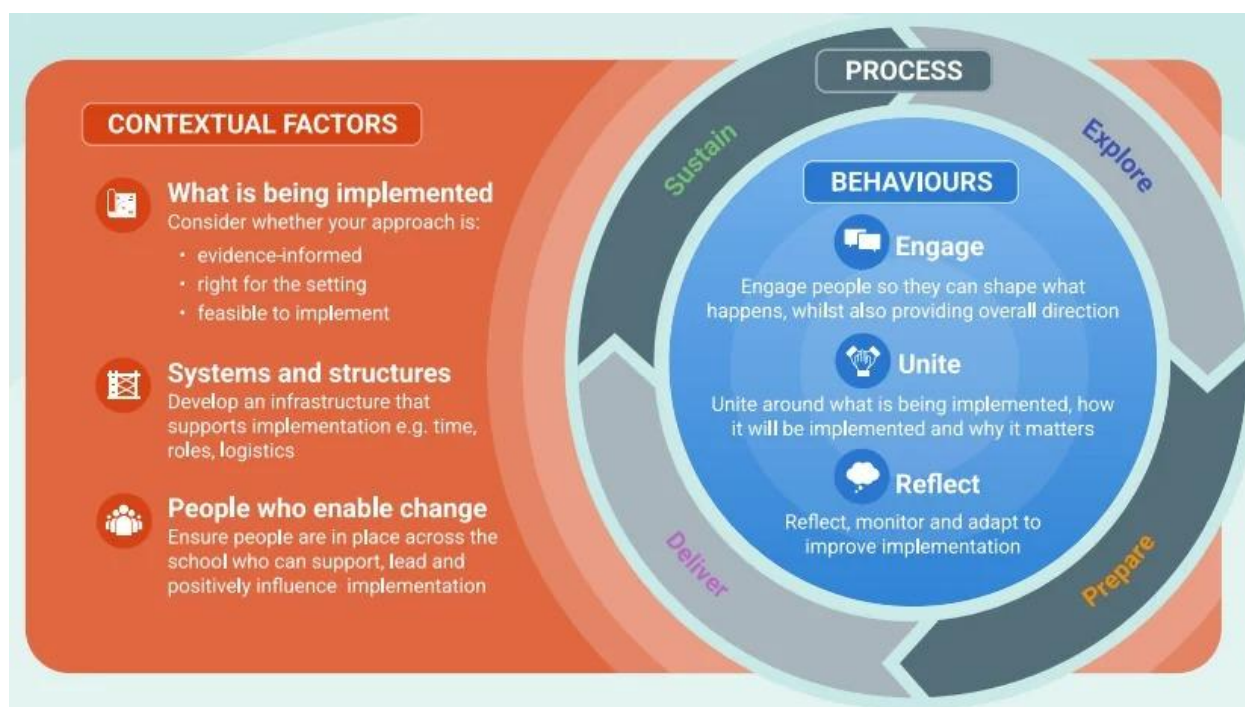 CONTEXTUAL FACTORS
What is being implemented
Consider whether your approach is:
• evidence-informed
• right for the setting
• feasible to implement
Systems and structures
Develop an infrastructure that
supports implementation e.g. time,
roles, logistics
People who enable change
Ensure people are in place across the
school who can support, lead and
positively influence implementation
PROCESS
Explore
Prepare
Deliver
Sustain
BEHAVIOURS
Engage
Engage people so they can shape what
happens, whilst also providing overall direction
Unite
Unite around what is being implemented, how
it will be implemented and why it matters
Reflect
Reflect, monitor and adapt to
improve implementation